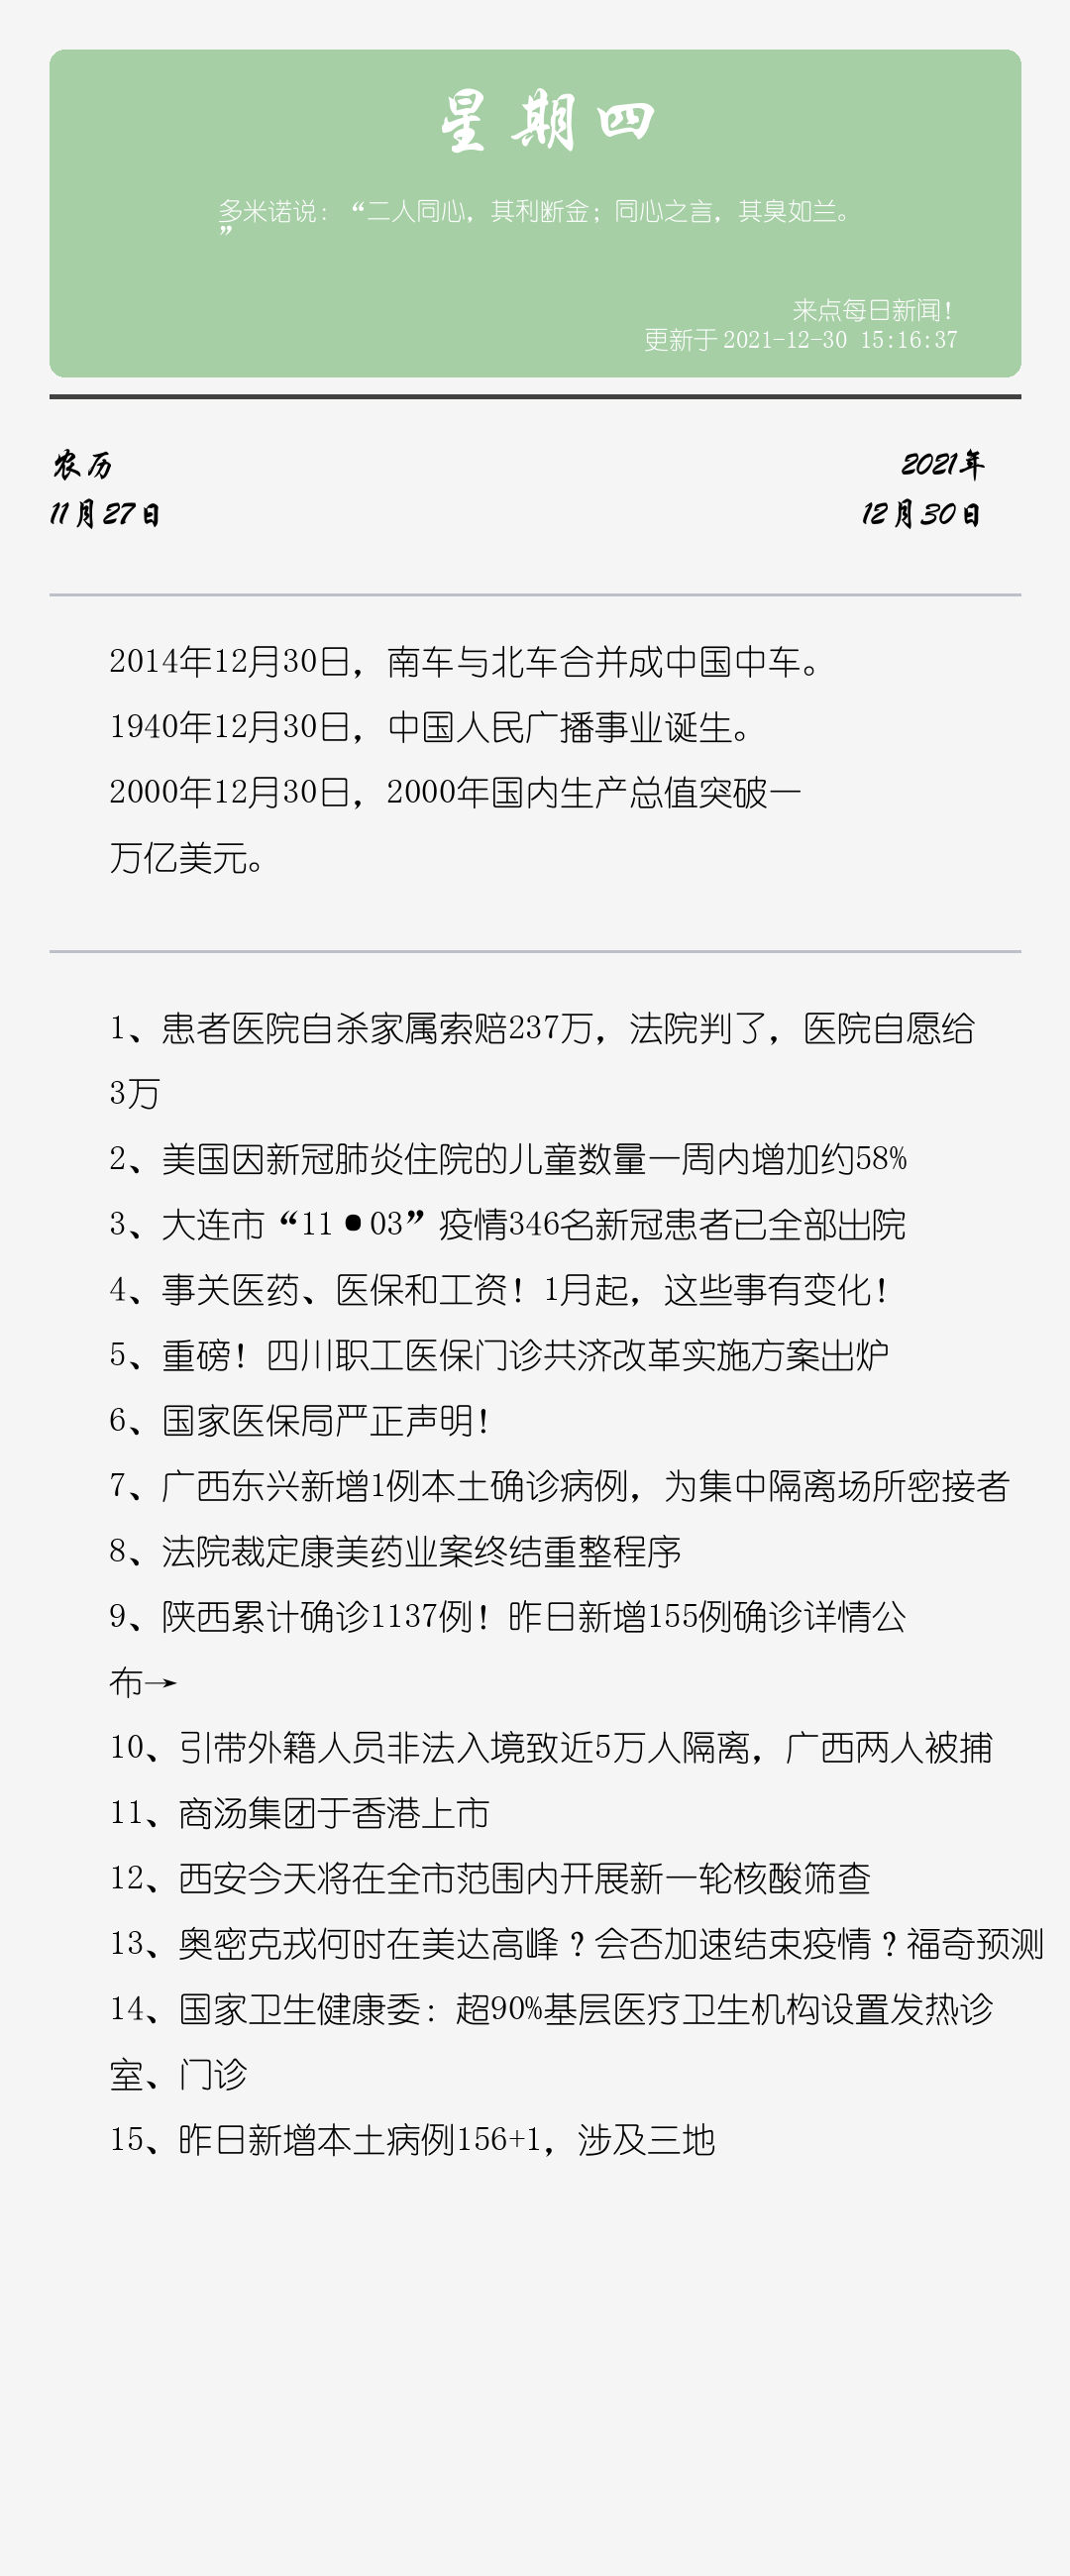 星期四
多米诺说：“二人同心，其利断金；同心之言，其臭如兰。
”
来点每日新闻！
更新于2021-12-30 15:16:37
农历
2021年
11月27日
12月30日
2014年12月30日，南车与北车合并成中国中车。
1940年12月30日，中国人民广播事业诞生。
2000年12月30日，2000年国内生产总值突破一
万亿美元。
1、患者医院自杀家属索赔237万，法院判了，医院自愿给
3万
2、美国因新冠肺炎住院的儿童数量一周内增加约58%
3、大连市“11•03”疫情346名新冠患者已全部出院
4、事关医药、医保和工资！1月起，这些事有变化！
5、重磅！四川职工医保门诊共济改革实施方案出炉
6、国家医保局严正声明！
7、广西东兴新增1例本土确诊病例，为集中隔离场所密接者
8、法院裁定康美药业案终结重整程序
9、陕西累计确诊1137例！昨日新增155例确诊详情公
布→
10、引带外籍人员非法入境致近5万人隔离，广西两人被捕
11、商汤集团于香港上市
12、西安今天将在全市范围内开展新一轮核酸筛查
13、奥密克戎何时在美达高峰？会否加速结束疫情？福奇预测
14、国家卫生健康委：超90%基层医疗卫生机构设置发热诊
室、门诊
15、昨日新增本土病例156+1，涉及三地